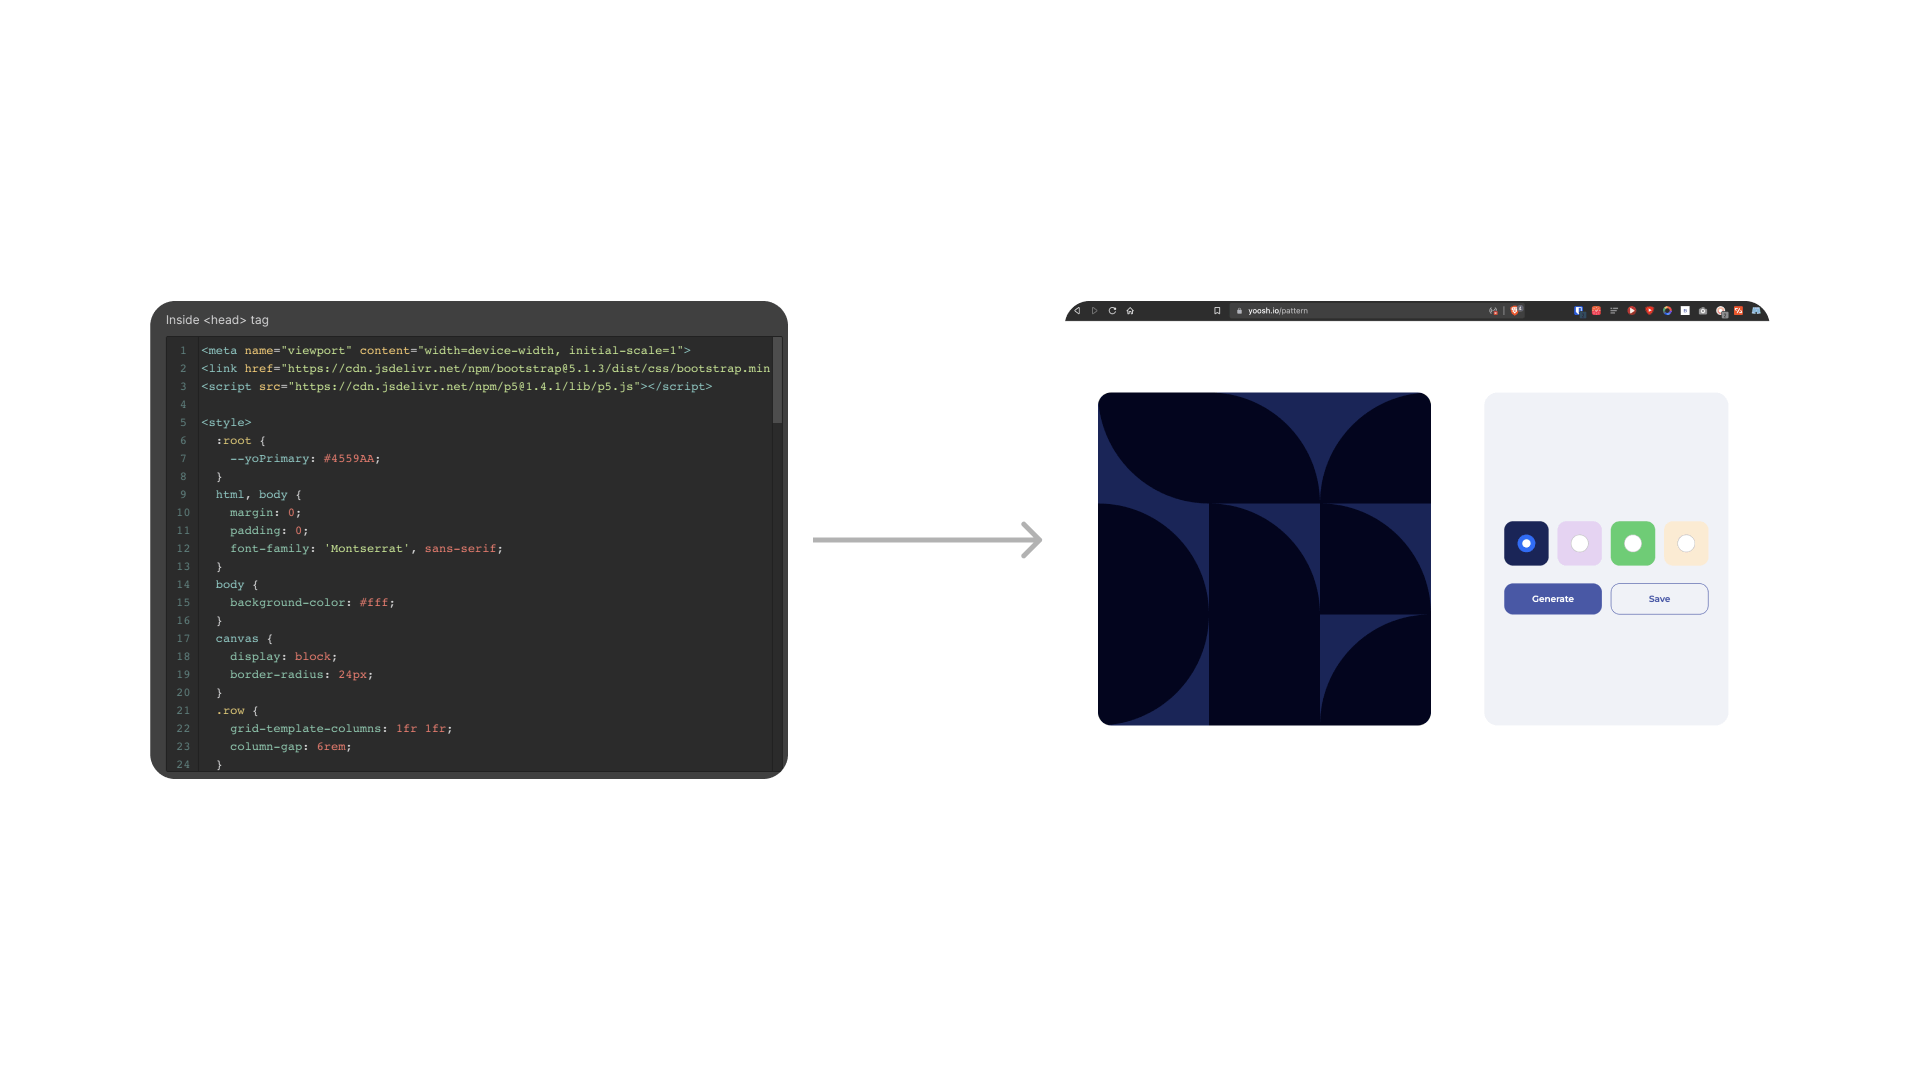 Inside <head> tag
1 <meta name="viewport" content="width=device-width, initial-scale=1">
2 <link href="https://cdn.jsdelivr.net/npm/bootstrap@5.1.3/dist/css/bootstrap.min
3 <script src="https://cdn.jsdelivr.net/npm/p5@1.4.1/lib/p5.js"></script>
4
5 <style>
6   :root {
7     --yoPrimary: #4559AA;
8   }
9   html, body {
10     margin: 0;
11     padding: 0;
12     font-family: 'Montserrat', sans-serif;
13   }
14   body {
15     background-color: #fff;
16   }
17   canvas {
18     display: block;
19     border-radius: 24px;
20   }
21   .row {
22     grid-template-columns: 1fr 1fr;
23     column-gap: 6rem;
24   }
yoosh.io/pattern
Generate
Save